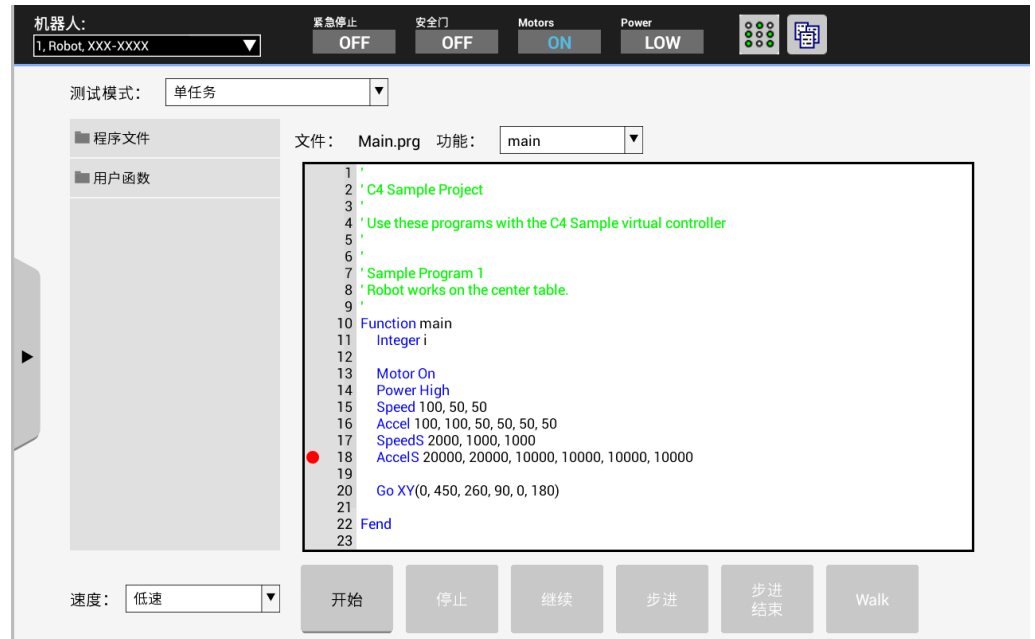 机器人:
1, Robot, XXX-XXXX
紧急停止
OFF
安全门
OFF
Motors
ON
Power
LOW
测试模式：
单任务
程序文件
用户函数
文件： Main.prg 功能： main
1 '
2 ' C4 Sample Project
3 '
4 ' Use these programs with the C4 Sample virtual controller
5 '
6 '
7 ' Sample Program 1
8 ' Robot works on the center table.
9 '
10 Function main
11 Integer i
12
13 Motor On
14 Power High
15 Speed 100, 50, 50
16 Accel 100, 100, 50, 50, 50, 50
17 SpeedS 2000, 1000, 1000
18 AccelS 20000, 20000, 10000, 10000, 10000, 10000
19
20 Go XY(0, 450, 260, 90, 0, 180)
21
22 Fend
23
速度： 低速
开始
停止
继续
步进
步进
结束
Walk